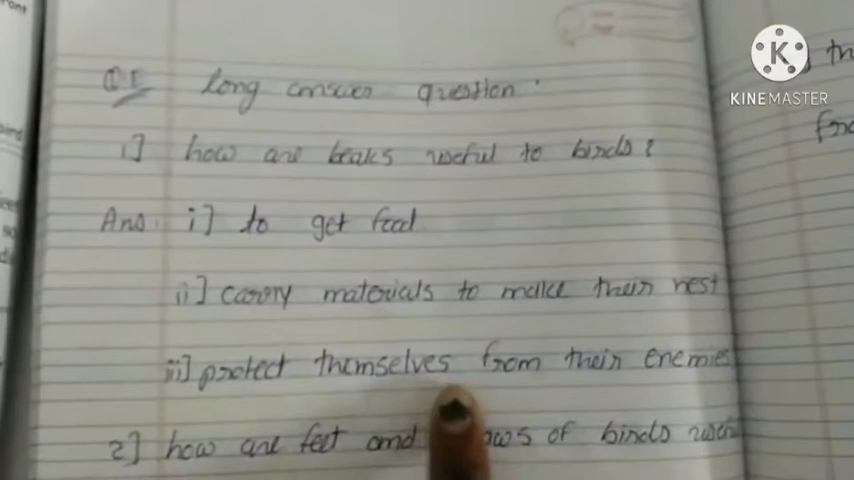 Q1 long answer question.
1] how are beaks useful to birds?
Ans. i] to get food
ii] carry materials to make their nest
iii] protect themselves from their enemies
2] how are feet and of birds
KINEMASTER